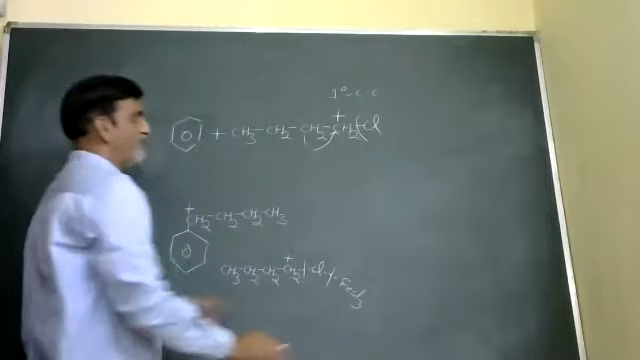 1° C C
+
+ CH3-CH2-CH2-CH2 Cl
+
CH2-CH2-CH2-CH3
+
CH3-CH2-CH2-CH2 Cl FeCl3